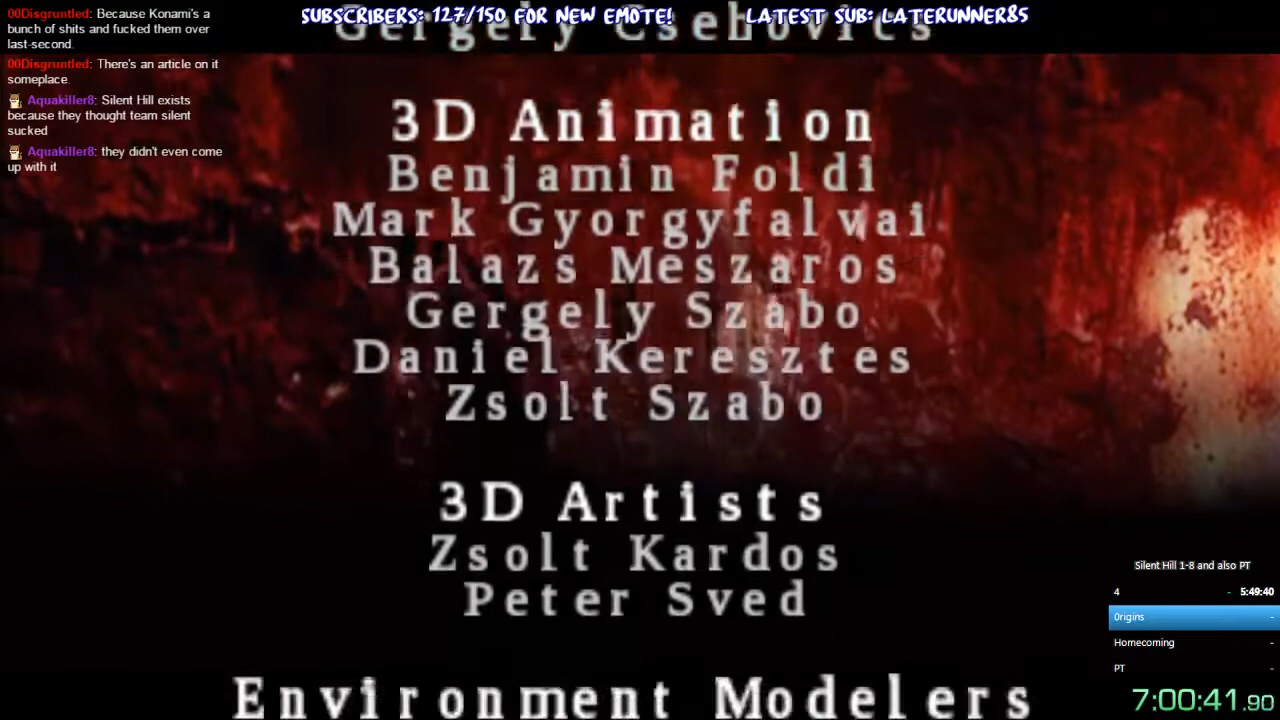 00Disgruntled: Because Konami's a
bunch of shits and fucked them over
last-second.
00Disgruntled: There's an article on it
someplace.
Aquakiller8: Silent Hill exists
because they thought team silent
sucked
Aquakiller8: they didn't even come
up with it
SUBSCRIBERS: 127/150 FOR NEW EMOTE!
LATEST SUB: LATERUNNER85
Gergely Csebovics
3D Animation
Benjamin Foldi
Mark Gyorgyfalvai
Balazs Meszaros
Gergely Szabo
Daniel Keresztes
Zsolt Szabo
3D Artists
Zsolt Kardos
Peter Sved
Environment Modelers
Silent Hill 1-8 and also PT
4 - 5:49:40
0rigins -
Homecoming -
PT -
7:00:41.90